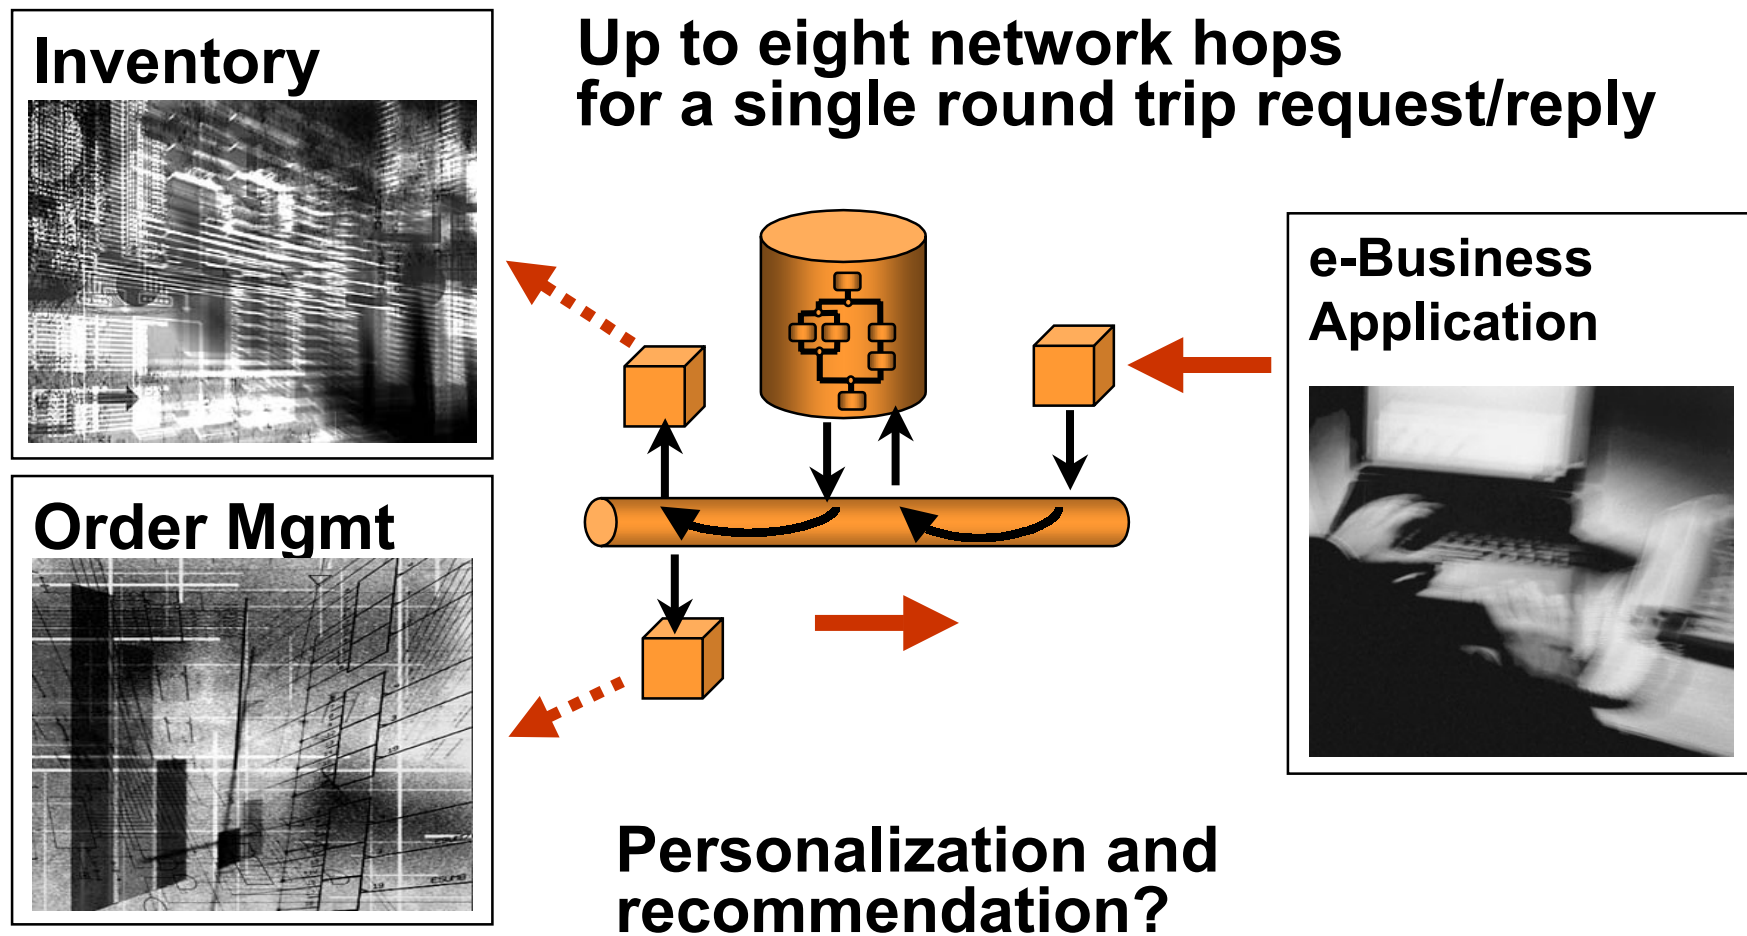 Inventory
Up to eight network hops
for a single round trip request/reply
e-Business
Application
Order Mgmt
Personalization and
recommendation?